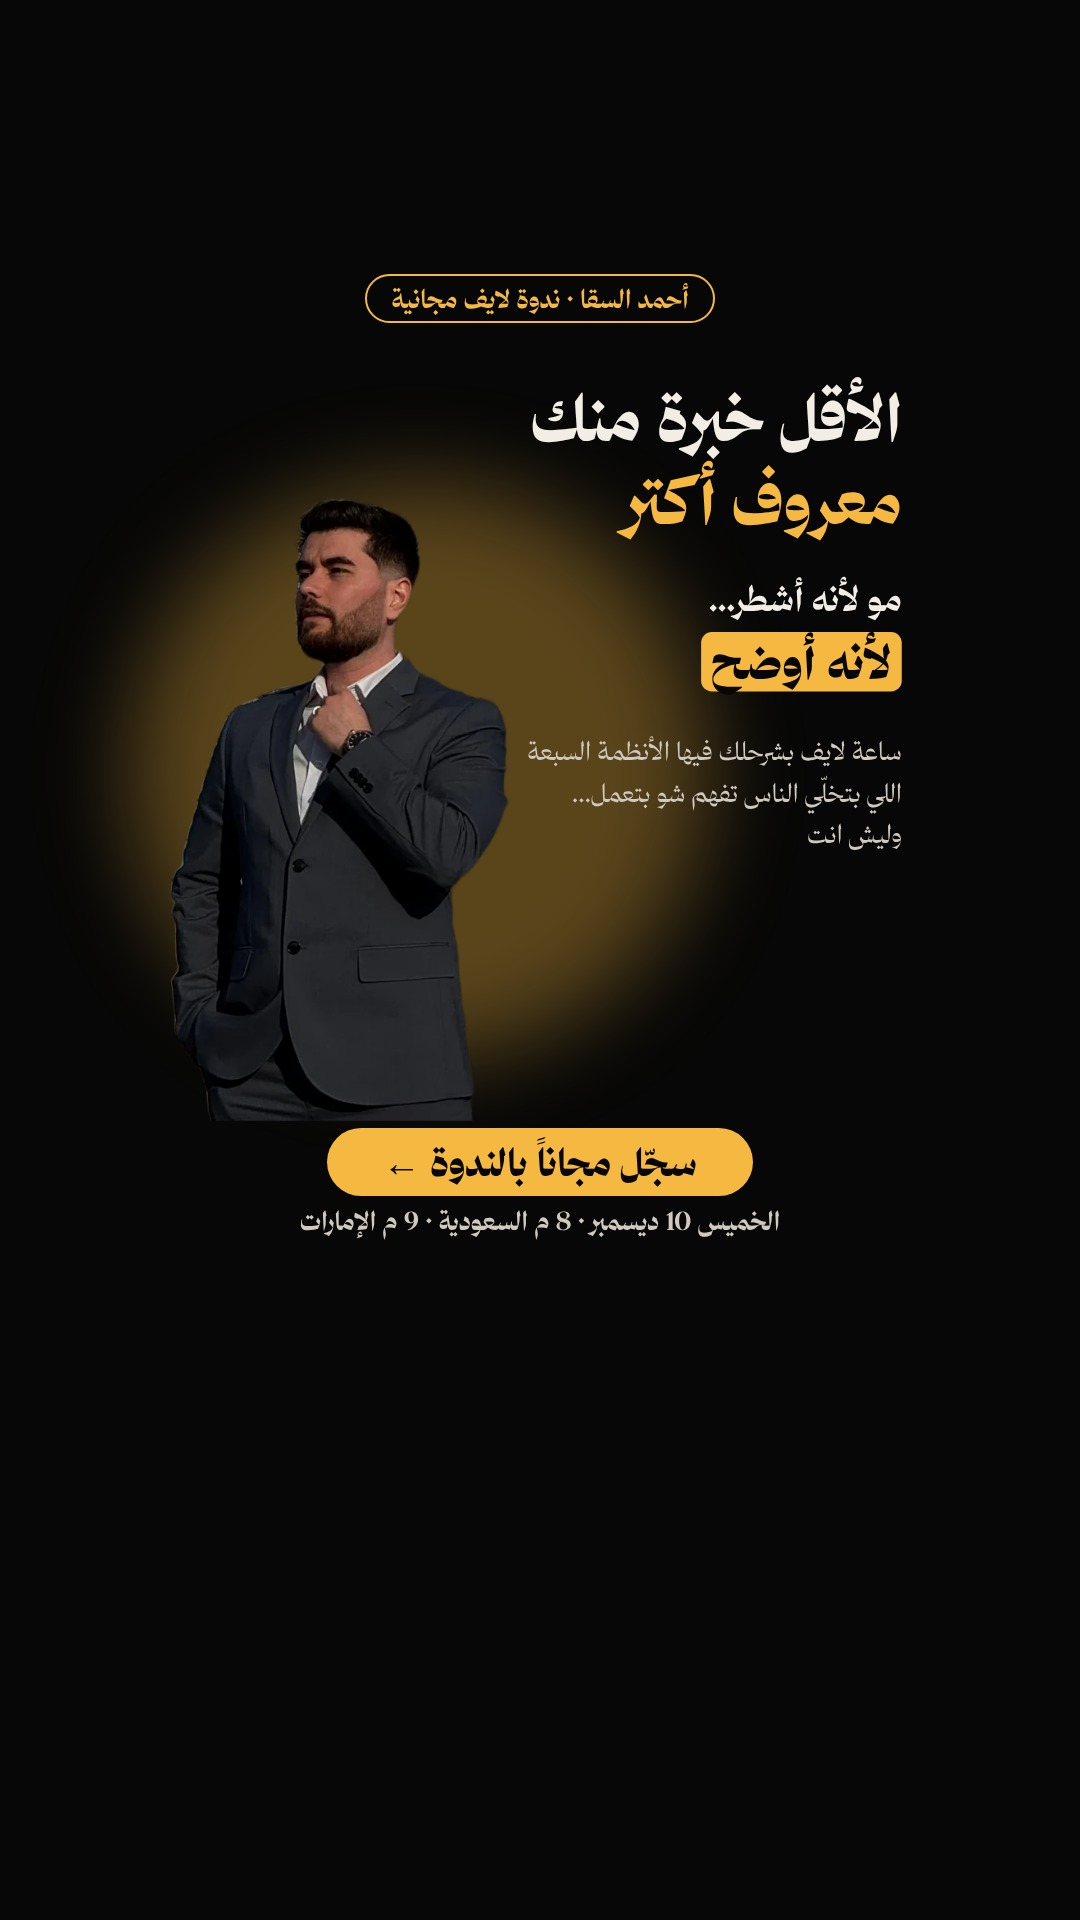 أحمد السقا · ندوة لايف مجانية
الأقل خبرة منك
معروف أكتر
مو لأنه أشطر...
لأنه أوضح
ساعة لايف بشرحلك فيها الأنظمة السبعة
اللي بتخلّي الناس تفهم شو بتعمل...
وليش انت
سجّل مجاناً بالندوة ←
الخميس 10 ديسمبر · 8 م السعودية · 9 م الإمارات